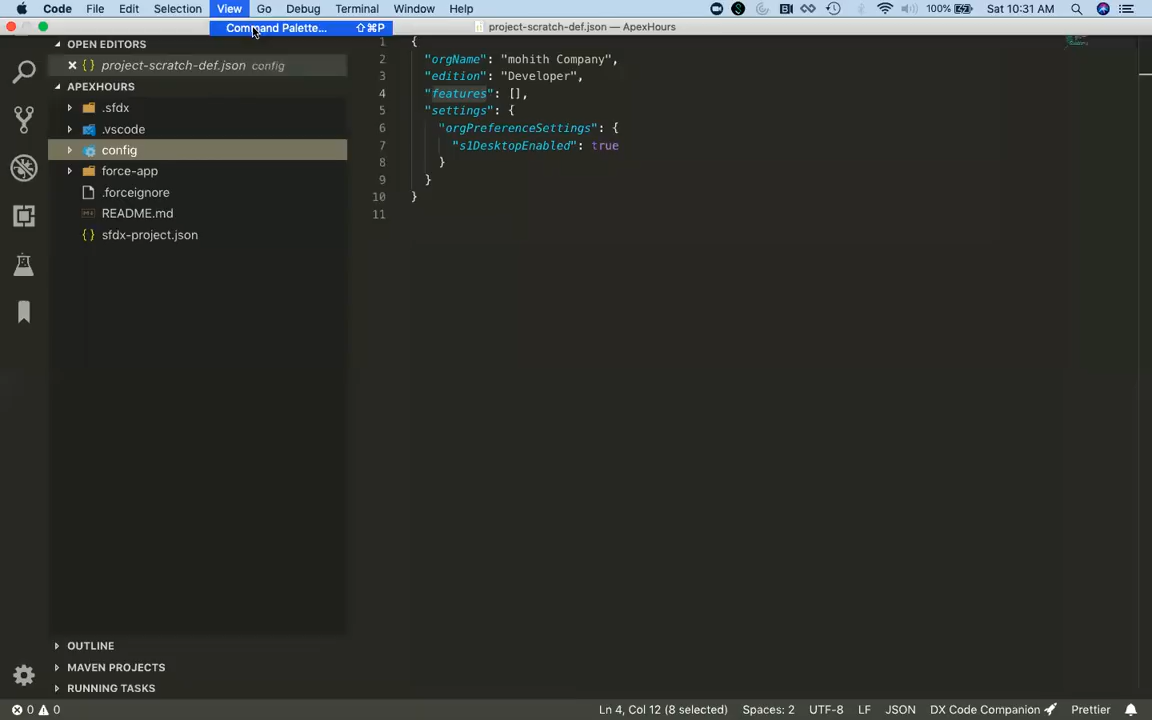 Code File Edit Selection View Go Debug Terminal Window Help 100% Sat 10:31 AM
Command Palette... ⇧⌘P
project-scratch-def.json — ApexHours
OPEN EDITORS
project-scratch-def.json config
APEXHOURS
.sfdx
.vscode
config
force-app
.forceignore
README.md
sfdx-project.json
OUTLINE
MAVEN PROJECTS
RUNNING TASKS
1 {
2 "orgName": "mohith Company",
3 "edition": "Developer",
4 "features": [],
5 "settings": {
6 "orgPreferenceSettings": {
7 "s1DesktopEnabled": true
8 }
9 }
10 }
11
0 0 Ln 4, Col 12 (8 selected) Spaces: 2 UTF-8 LF JSON DX Code Companion Prettier